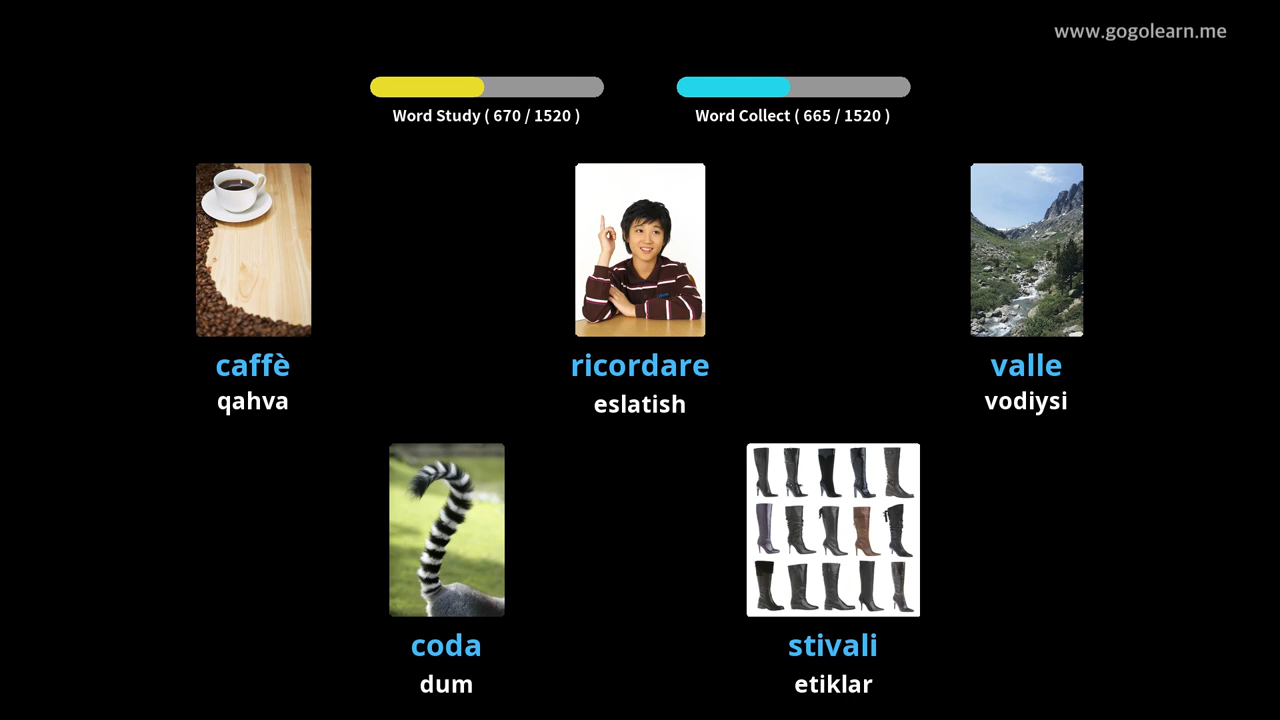 www.gogolearn.me
Word Study ( 670 / 1520 )
Word Collect ( 665 / 1520 )
caffè
qahva
ricordare
eslatish
valle
vodiysi
coda
dum
stivali
etiklar